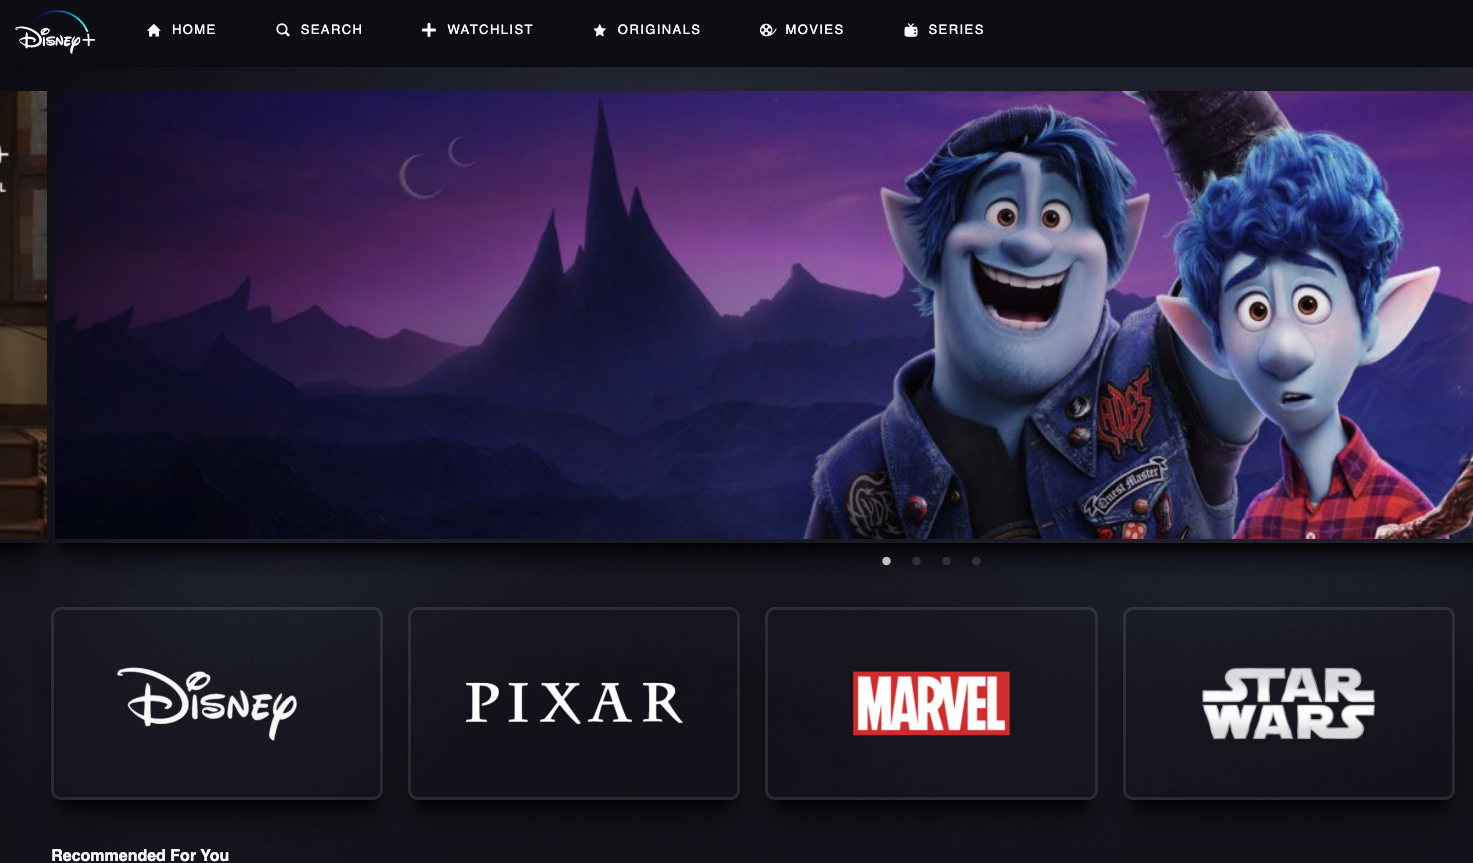 Disney+
HOME
SEARCH
WATCHLIST
ORIGINALS
MOVIES
SERIES
Quest Master
Disney
PIXAR
MARVEL
STAR
WARS
Recommended For You